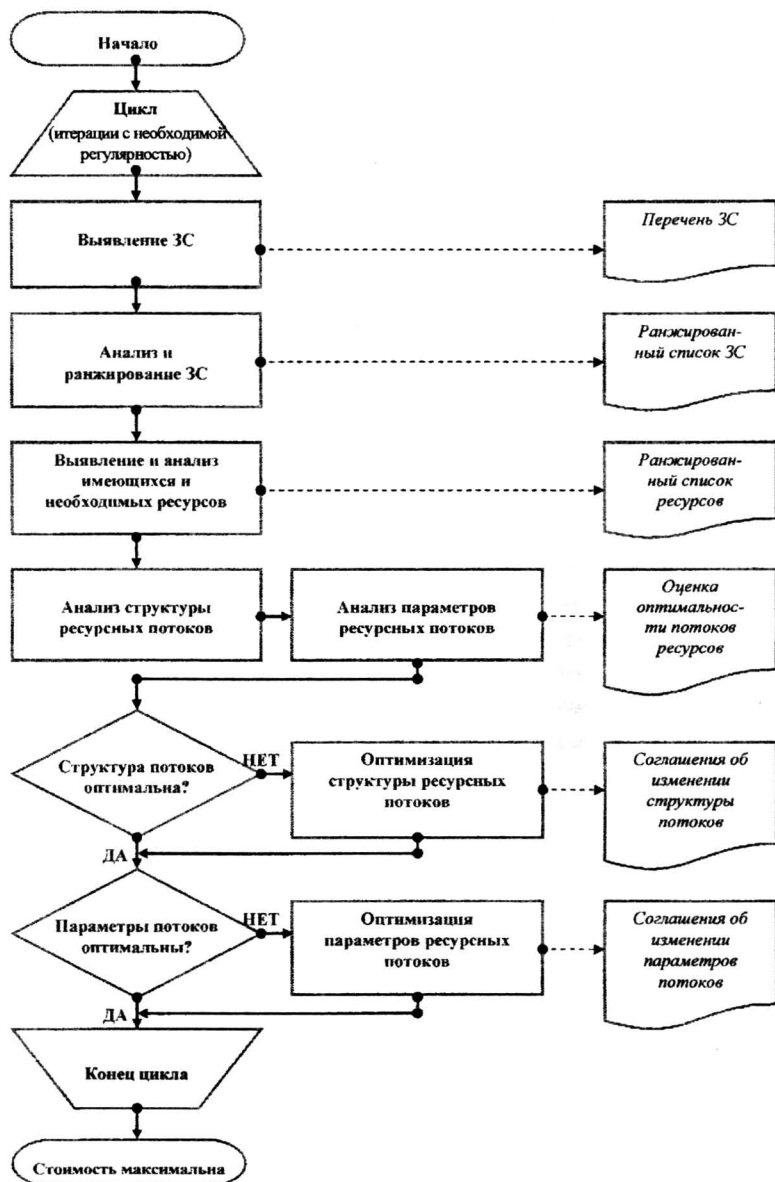 Начало
Цикл
(итерации с необходимой
регулярностью)
Выявление ЗС
Перечень ЗС
Анализ и
ранжирование ЗС
Ранжирован-
ный список ЗС
Выявление и анализ
имеющихся и
необходимых ресурсов
Ранжирован-
ный список
ресурсов
Анализ структуры
ресурсных потоков
Анализ параметров
ресурсных потоков
Оценка
оптимально-
сти потоков
ресурсов
Структура потоков
оптимальна?
НЕТ
Оптимизация
структуры ресурсных
потоков
Соглашения об
изменении
структуры
потоков
ДА
Параметры потоков
оптимальны?
НЕТ
Оптимизация
параметров ресурсных
потоков
Соглашения об
изменении
параметров
потоков
ДА
Конец цикла
Стоимость максимальна